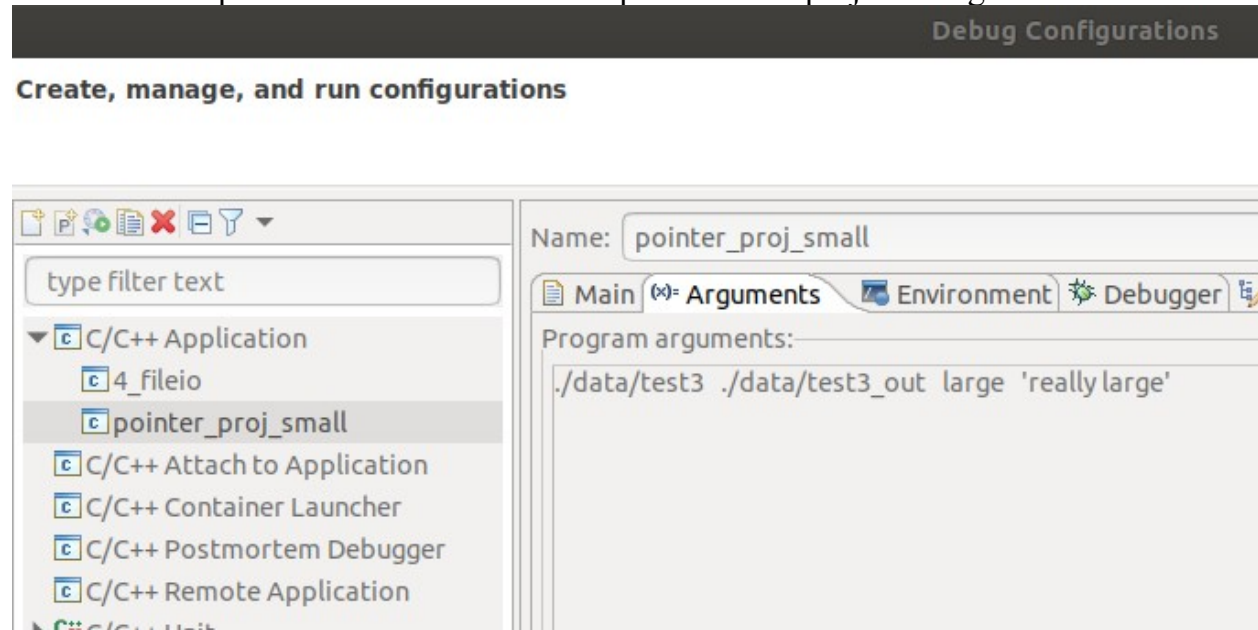 Debug Configurations
Create, manage, and run configurations
type filter text
C/C++ Application
4_fileio
pointer_proj_small
C/C++ Attach to Application
C/C++ Container Launcher
C/C++ Postmortem Debugger
C/C++ Remote Application
Name: pointer_proj_small
Main (x)= Arguments Environment Debugger
Program arguments:
./data/test3 ./data/test3_out large 'really large'